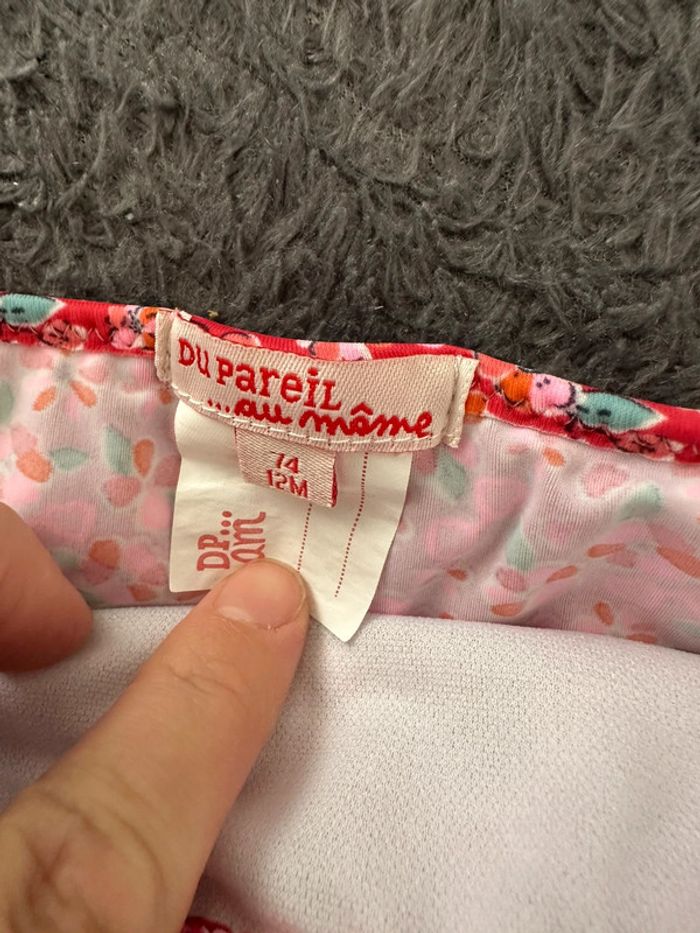 DU PAREIL
...au même
74
12M
DP...
am